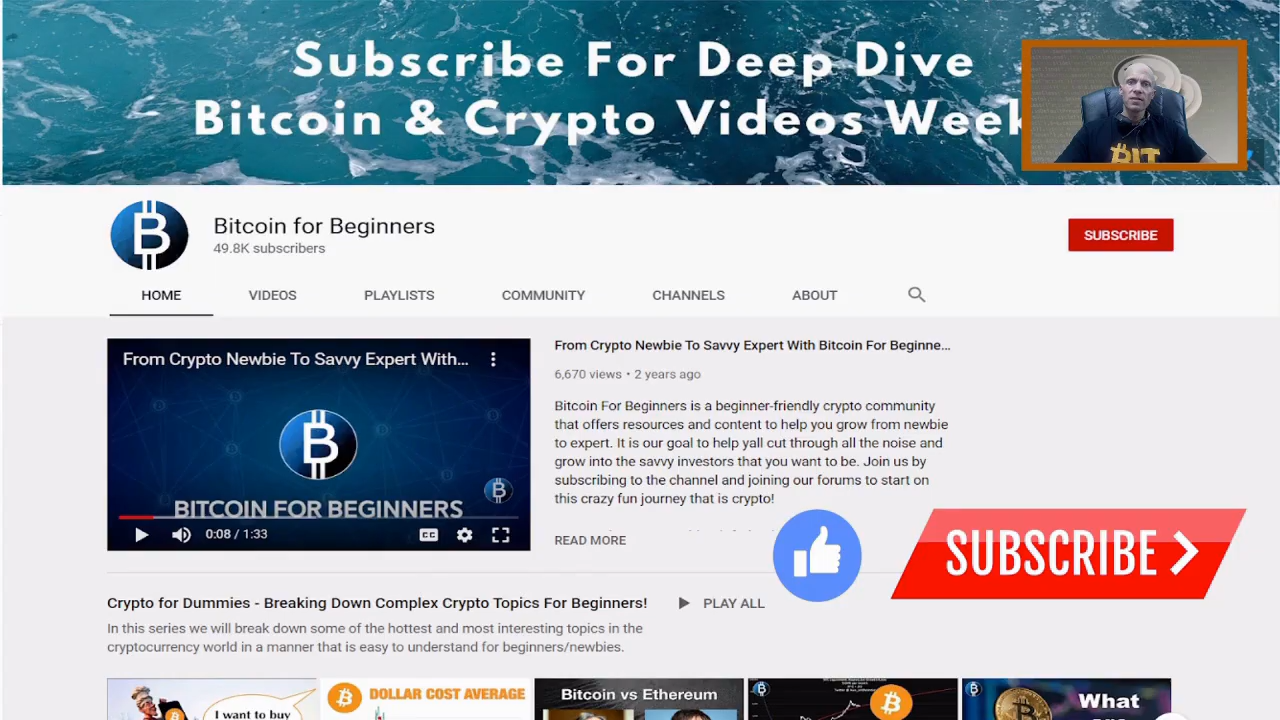 Subscribe For Deep Dive
Bitcoin & Crypto Videos Week
BIT
Bitcoin for Beginners
49.8K subscribers
SUBSCRIBE
HOME VIDEOS PLAYLISTS COMMUNITY CHANNELS ABOUT
From Crypto Newbie To Savvy Expert With...
BITCOIN FOR BEGINNERS
0:08 / 1:33
From Crypto Newbie To Savvy Expert With Bitcoin For Beginne...
6,670 views • 2 years ago
Bitcoin For Beginners is a beginner-friendly crypto community
that offers resources and content to help you grow from newbie
to expert. It is our goal to help yall cut through all the noise and
grow into the savvy investors that you want to be. Join us by
subscribing to the channel and joining our forums to start on
this crazy fun journey that is crypto!
READ MORE
SUBSCRIBE
Crypto for Dummies - Breaking Down Complex Crypto Topics For Beginners!
PLAY ALL
In this series we will break down some of the hottest and most interesting topics in the
cryptocurrency world in a manner that is easy to understand for beginners/newbies.
I want to buy
DOLLAR COST AVERAGE
Bitcoin vs Ethereum
What